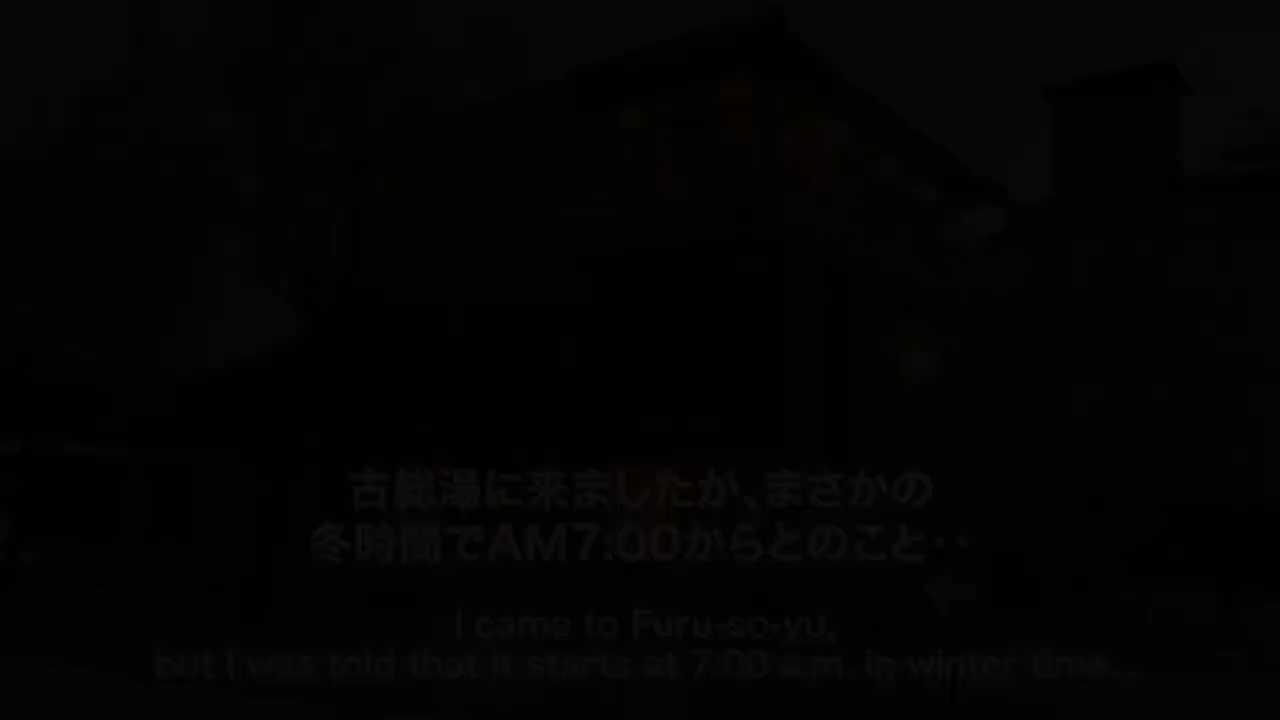 古総湯に来ましたが、まさかの
冬時間でAM7:00からとのこと‥
I came to Furu-so-yu,
but I was told that it starts at 7:00 a.m. in winter time...